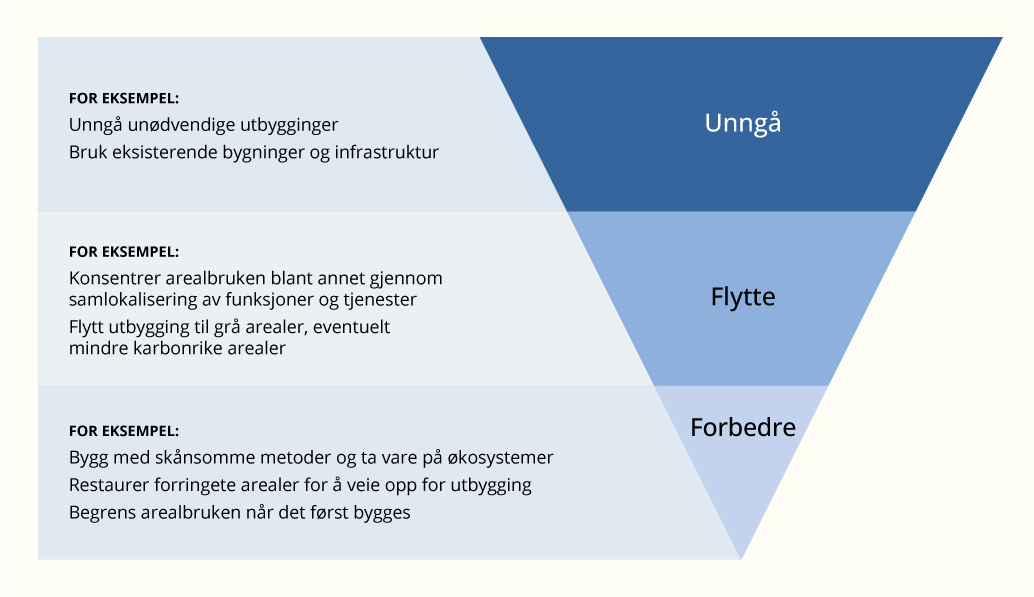 FOR EKSEMPEL:
Unngå unødvendige utbygginger
Bruk eksisterende bygninger og infrastruktur
Unngå
FOR EKSEMPEL:
Konsentrer arealbruken blant annet gjennom
samlokalisering av funksjoner og tjenester
Flytt utbygging til grå arealer, eventuelt
mindre karbonrike arealer
Flytte
FOR EKSEMPEL:
Bygg med skånsomme metoder og ta vare på økosystemer
Restaurer forringete arealer for å veie opp for utbygging
Begrens arealbruken når det først bygges
Forbedre